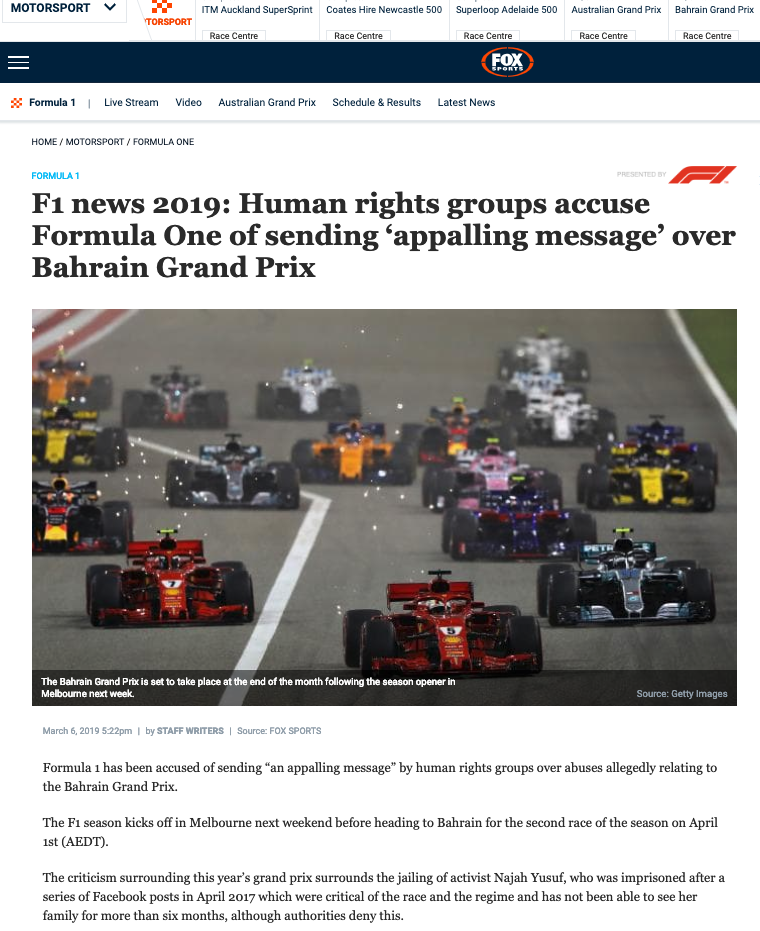 MOTORSPORT
TORSPORT
ITM Auckland SuperSprint
Coates Hire Newcastle 500
Superloop Adelaide 500
Australian Grand Prix
Bahrain Grand Prix
Race Centre
Race Centre
Race Centre
Race Centre
Race Centre
FOX
SPORTS
Formula 1 | Live Stream Video Australian Grand Prix Schedule & Results Latest News
HOME / MOTORSPORT / FORMULA ONE
FORMULA 1
PRESENTED BY
F1 news 2019: Human rights groups accuse
Formula One of sending ‘appalling message’ over
Bahrain Grand Prix
7
5
PETR
The Bahrain Grand Prix is set to take place at the end of the month following the season opener in
Melbourne next week.
Source: Getty Images
March 6, 2019 5:22pm | by STAFF WRITERS | Source: FOX SPORTS
Formula 1 has been accused of sending “an appalling message” by human rights groups over abuses allegedly relating to
the Bahrain Grand Prix.
The F1 season kicks off in Melbourne next weekend before heading to Bahrain for the second race of the season on April
1st (AEDT).
The criticism surrounding this year’s grand prix surrounds the jailing of activist Najah Yusuf, who was imprisoned after a
series of Facebook posts in April 2017 which were critical of the race and the regime and has not been able to see her
family for more than six months, although authorities deny this.